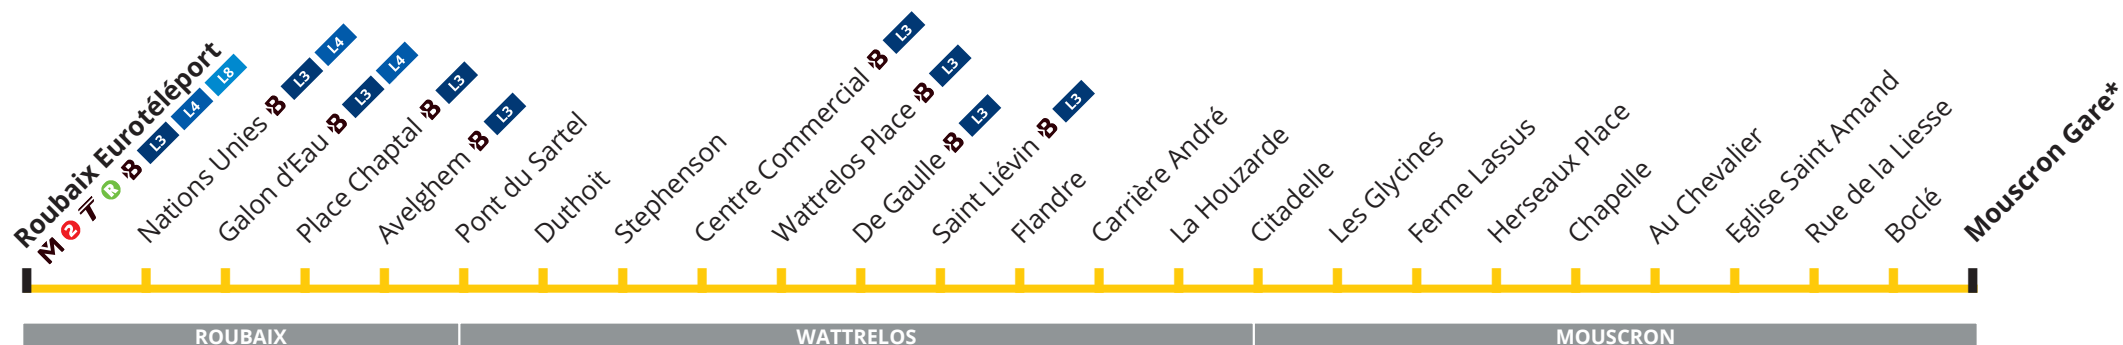 Roubaix Eurotéléport
M 2 T R B L3 L4 L8
Nations Unies B L3 L4
Galon d'Eau B L3 L4
Place Chaptal B L3
Avelghem B L3
Pont du Sartel
Duthoit
Stephenson
Centre Commercial B L3
Wattrelos Place B L3
De Gaulle B L3
Saint Liévin B L3
Flandre
Carrière André
La Houzarde
Citadelle
Les Glycines
Ferme Lassus
Herseaux Place
Chapelle
Au Chevalier
Eglise Saint Amand
Rue de la Liesse
Boclé
Mouscron Gare*
ROUBAIX
WATTRELOS
MOUSCRON